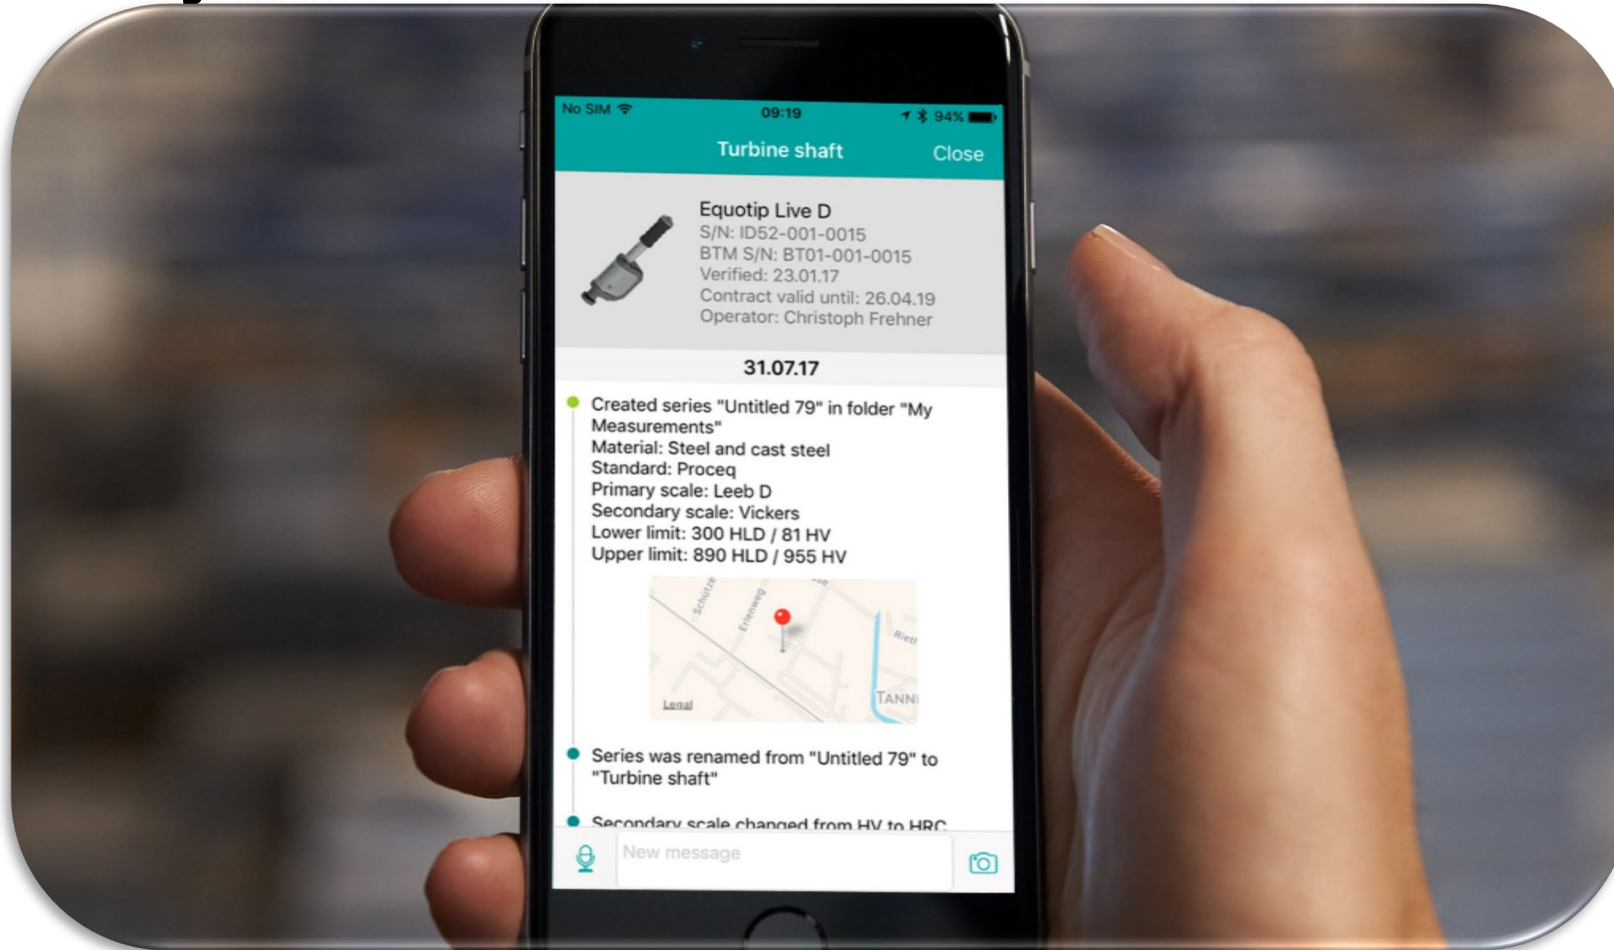 No SIM 09:19 94%
Turbine shaft Close
Equotip Live D
S/N: ID52-001-0015
BTM S/N: BT01-001-0015
Verified: 23.01.17
Contract valid until: 26.04.19
Operator: Christoph Frehner
31.07.17
Created series "Untitled 79" in folder "My
Measurements"
Material: Steel and cast steel
Standard: Proceq
Primary scale: Leeb D
Secondary scale: Vickers
Lower limit: 300 HLD / 81 HV
Upper limit: 890 HLD / 955 HV
Schütze
Erlenweg
Rietf
TANN
Legal
Series was renamed from "Untitled 79" to
"Turbine shaft"
Secondary scale changed from HV to HRC
New message